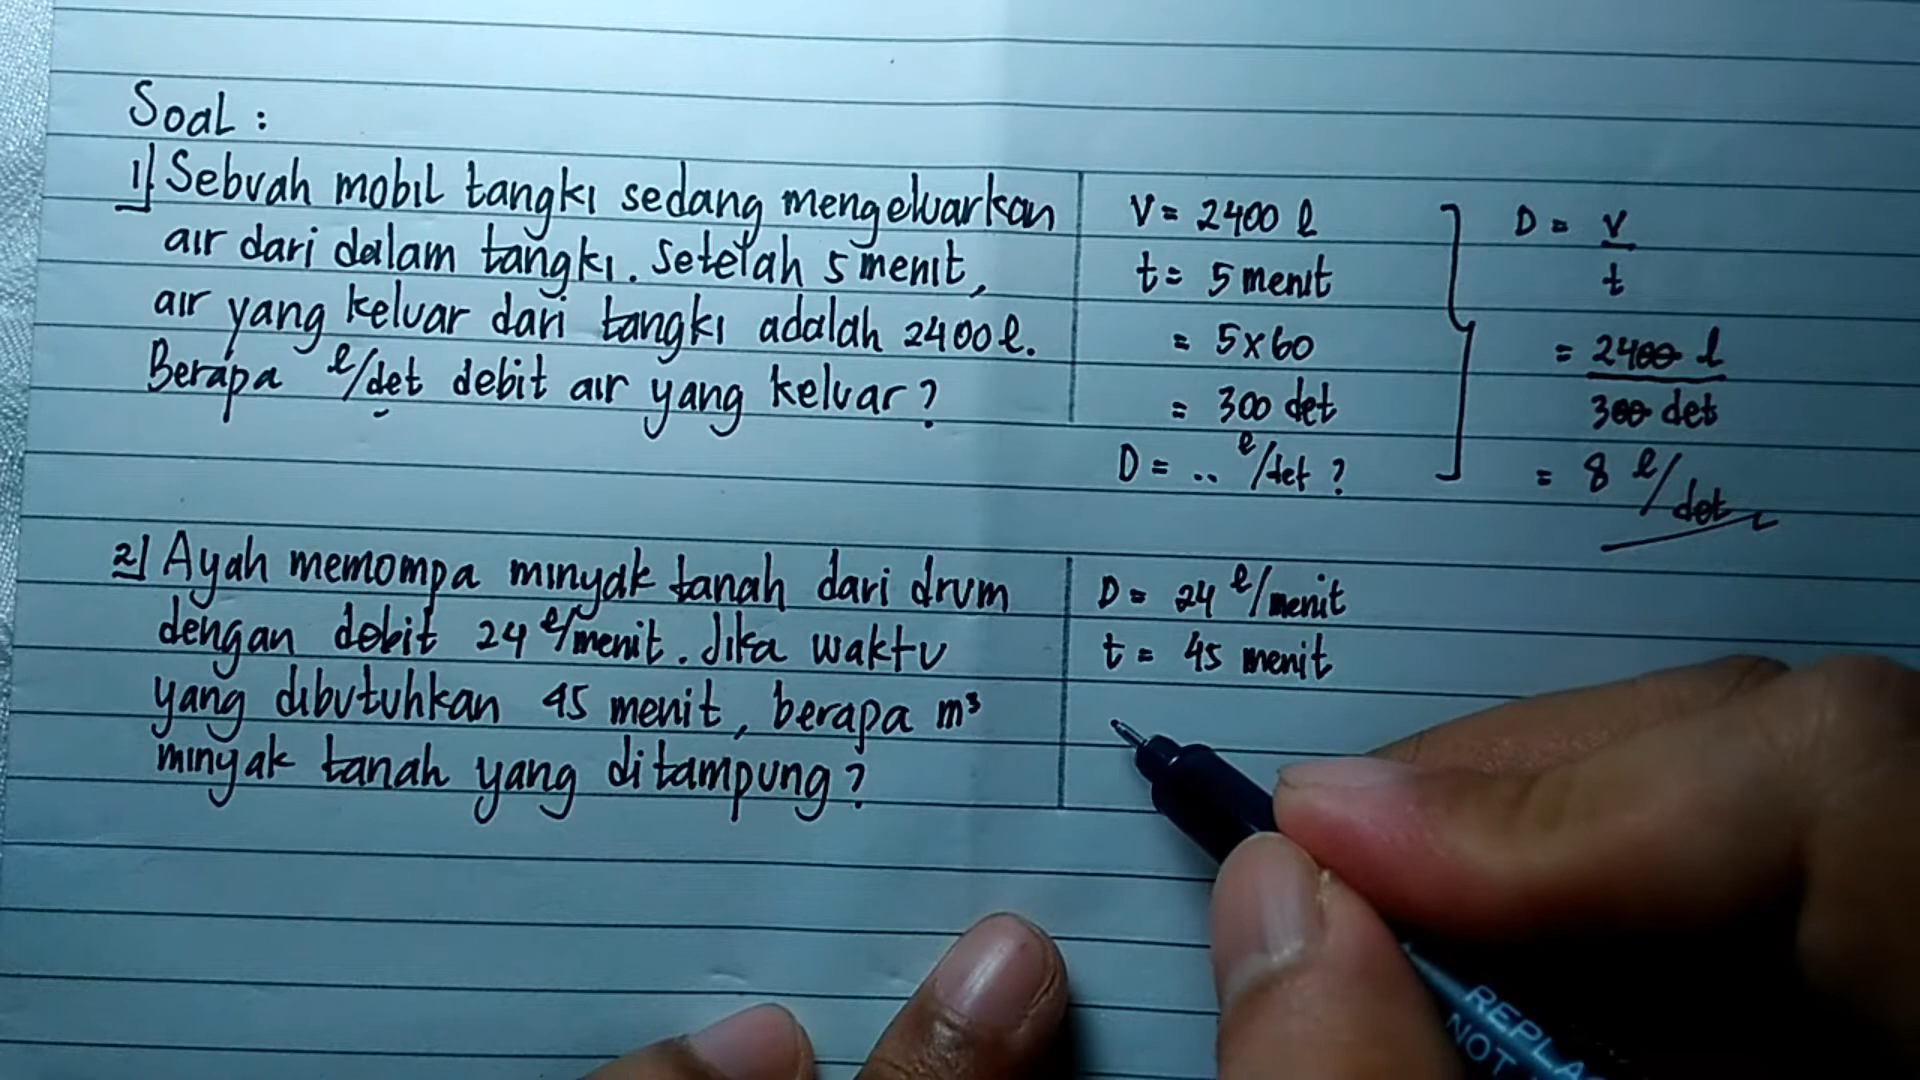 Soal :
1] Sebuah mobil tangki sedang mengeluarkan
air dari dalam tangki. Setelah 5 menit,
air yang keluar dari tangki adalah 2400 l.
Berapa l/det debit air yang keluar?
V = 2400 l
t = 5 menit
= 5 x 60
= 300 det
D = .. l/det ?
D = V
t
= 2400 l
300 det
= 8 l/det
2] Ayah memompa minyak tanah dari drum
dengan debit 24 l/menit. Jika waktu
yang dibutuhkan 45 menit, berapa m³
minyak tanah yang ditampung?
D = 24 l/menit
t = 45 menit
NOT